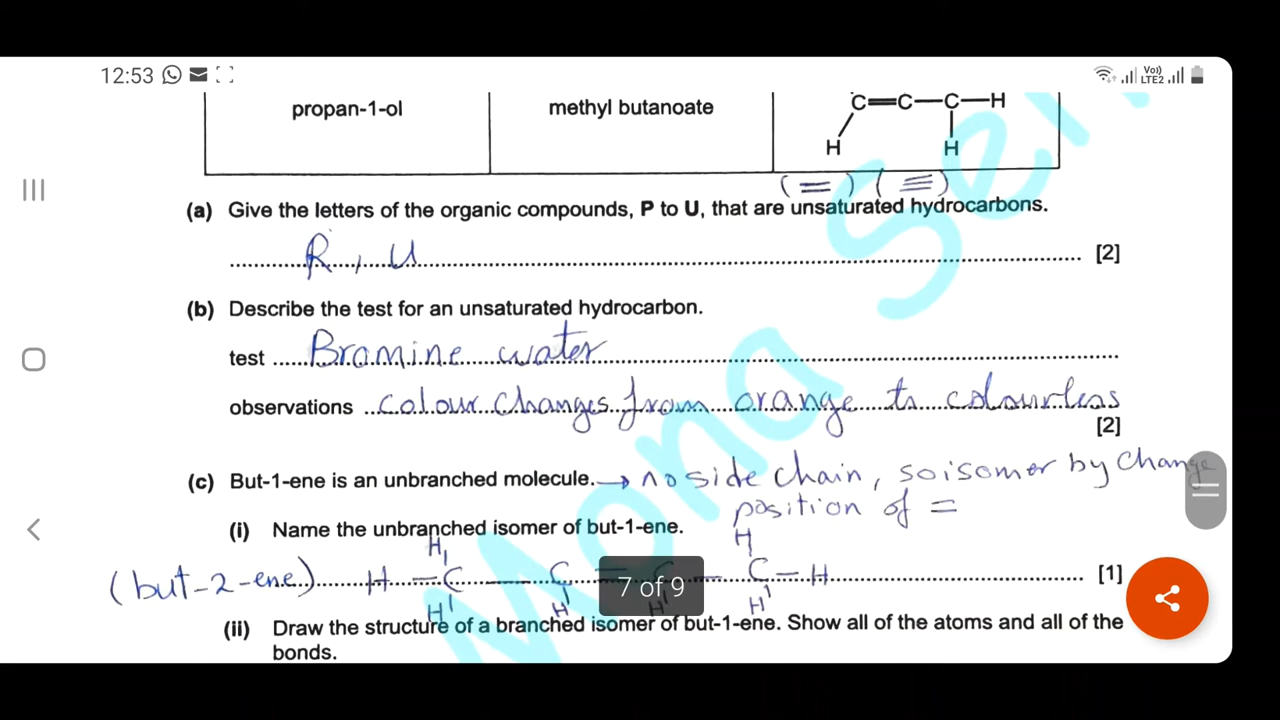 12:53 Vo) LTE2
propan-1-ol methyl butanoate C=C—C—H
H H
(=) (≡)
(a) Give the letters of the organic compounds, P to U, that are unsaturated hydrocarbons.
R, U [2]
(b) Describe the test for an unsaturated hydrocarbon.
test Bromine water
observations colour changes from orange to colourless
[2]
(c) But-1-ene is an unbranched molecule. → no side chain, so isomer by change
position of =
(i) Name the unbranched isomer of but-1-ene.
H H
(but-2-ene) H – C — C = C – C – H [1]
H H H H
7 of 9
(ii) Draw the structure of a branched isomer of but-1-ene. Show all of the atoms and all of the
bonds.
Mona Ser